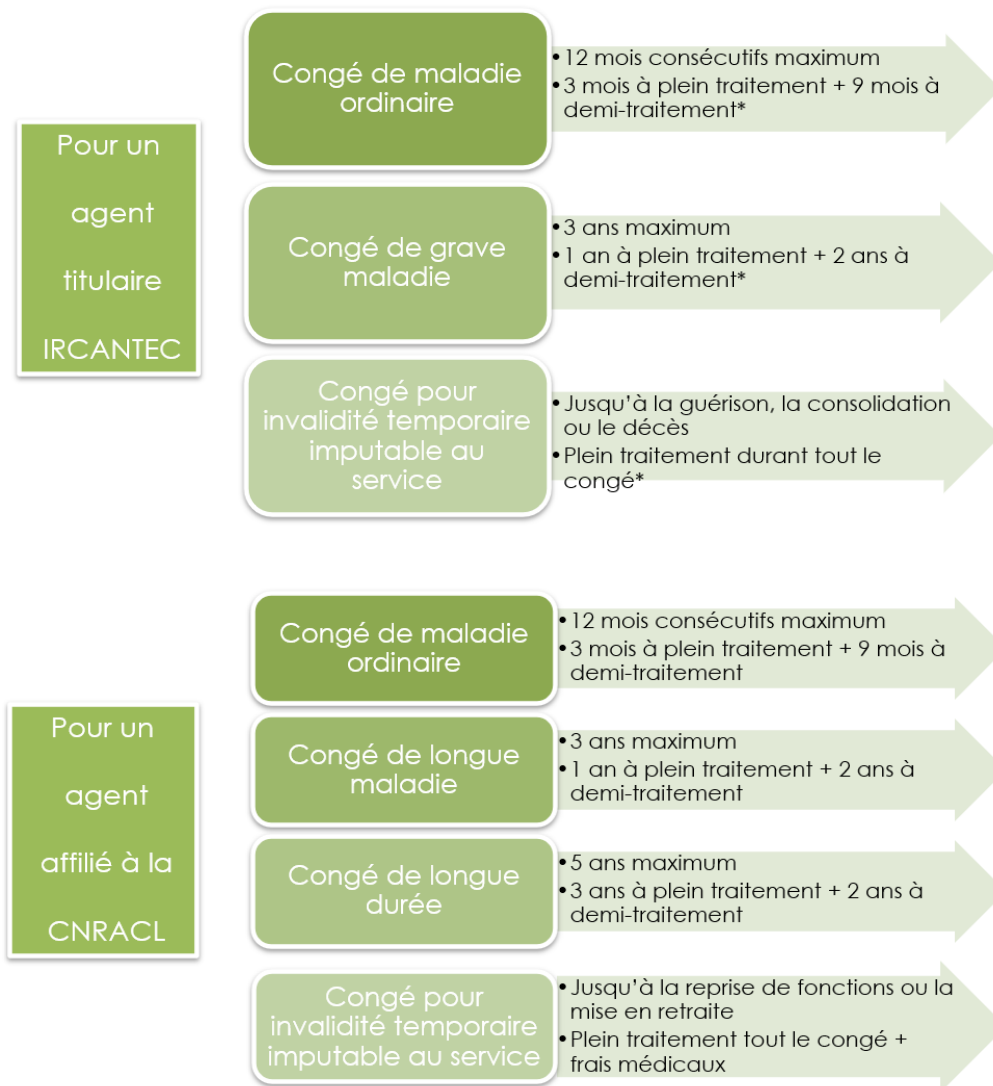 Pour un
agent
titulaire
IRCANTEC
Congé de maladie
ordinaire
•12 mois consécutifs maximum
•3 mois à plein traitement + 9 mois à
demi-traitement*
Congé de grave
maladie
•3 ans maximum
•1 an à plein traitement + 2 ans à
demi-traitement*
Congé pour
invalidité temporaire
imputable au
service
•Jusqu'à la guérison, la consolidation
ou le décès
•Plein traitement durant tout le
congé*
Pour un
agent
affilié à la
CNRACL
Congé de maladie
ordinaire
•12 mois consécutifs maximum
•3 mois à plein traitement + 9 mois à
demi-traitement
Congé de longue
maladie
•3 ans maximum
•1 an à plein traitement + 2 ans à
demi-traitement
Congé de longue
durée
•5 ans maximum
•3 ans à plein traitement + 2 ans à
demi-traitement
Congé pour
invalidité temporaire
imputable au service
•Jusqu'à la reprise de fonctions ou la
mise en retraite
•Plein traitement tout le congé +
frais médicaux